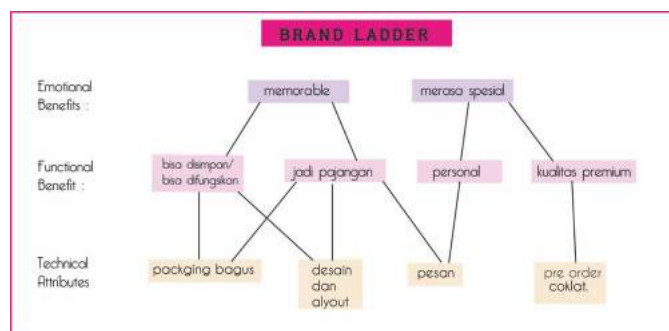 BRAND LADDER
Emotional
Benefits :
memorable
merasa spesial
Functional
Benefit :
bisa disimpan/
bisa difungskan
jadi pajangan
personal
kualitas premium
Technical
Attributes
packging bagus
desain
dan
alyout
pesan
pre order
coklat.